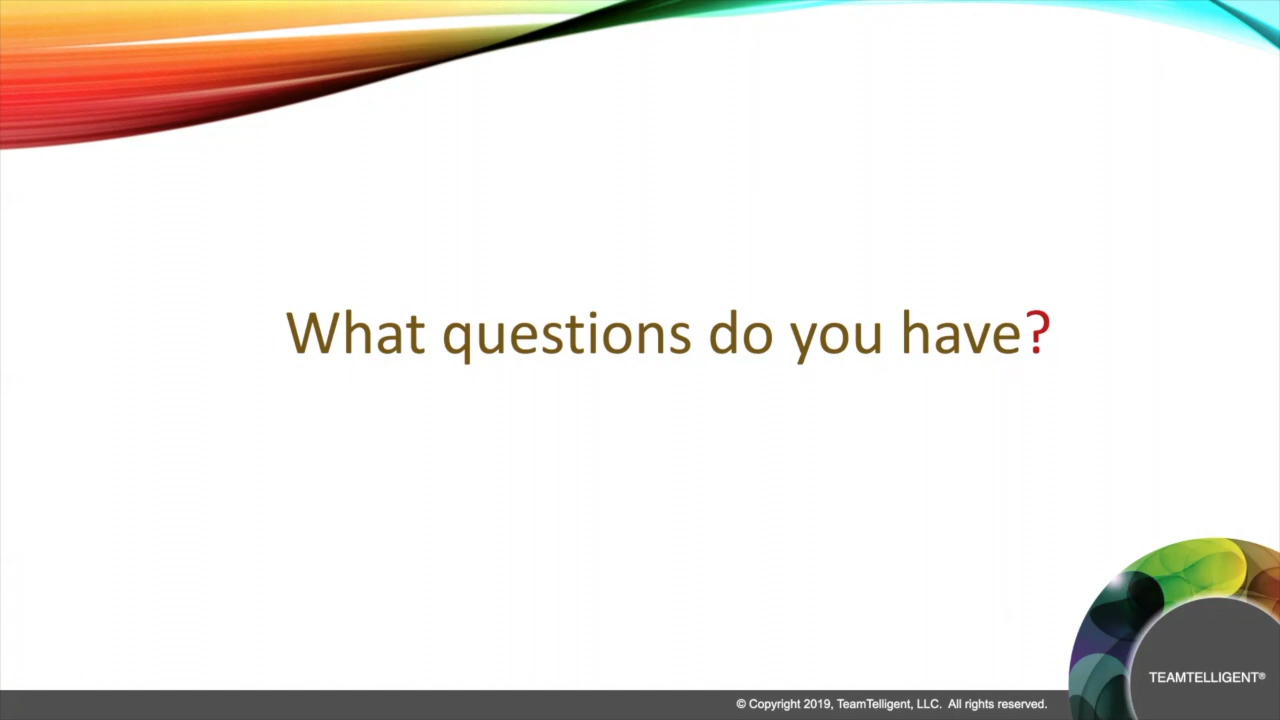 What questions do you have?
TEAMTELLIGENT®
© Copyright 2019, TeamTelligent, LLC. All rights reserved.